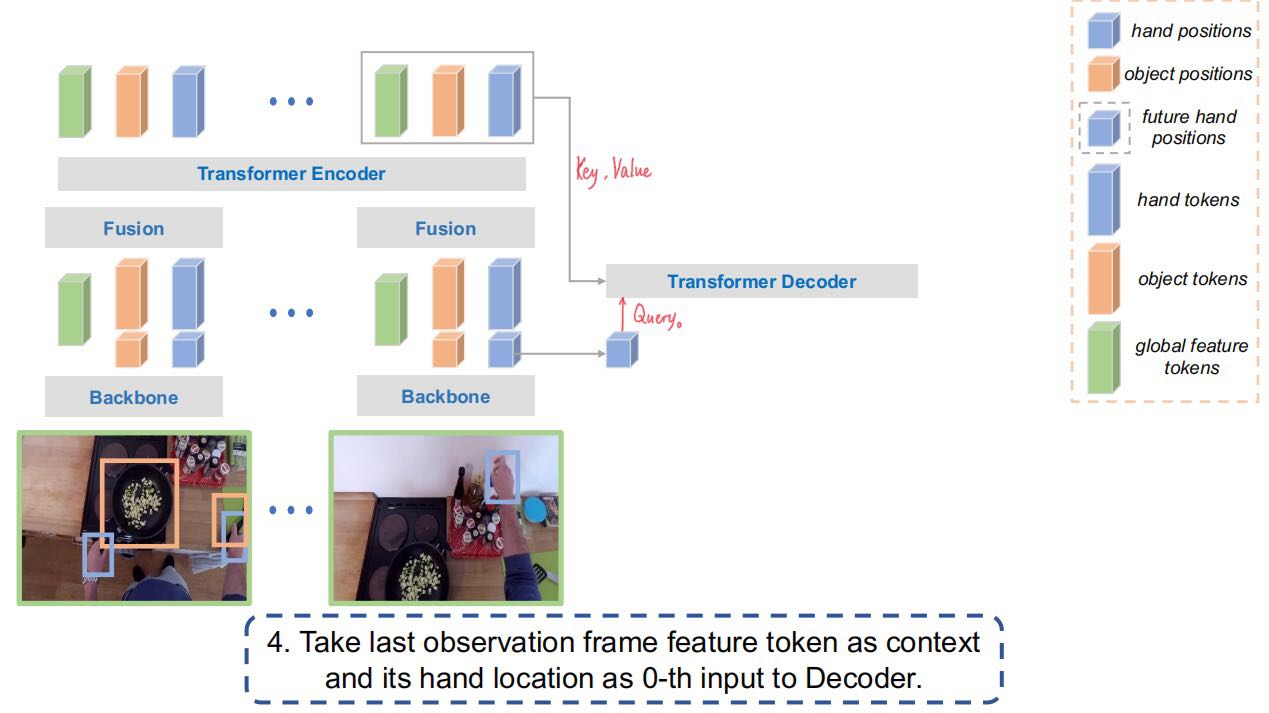 hand positions
object positions
future hand
positions
hand tokens
object tokens
global feature
tokens
Transformer Encoder
Key, Value
Fusion
Fusion
Transformer Decoder
Query。
Backbone
Backbone
4. Take last observation frame feature token as context
and its hand location as 0-th input to Decoder.